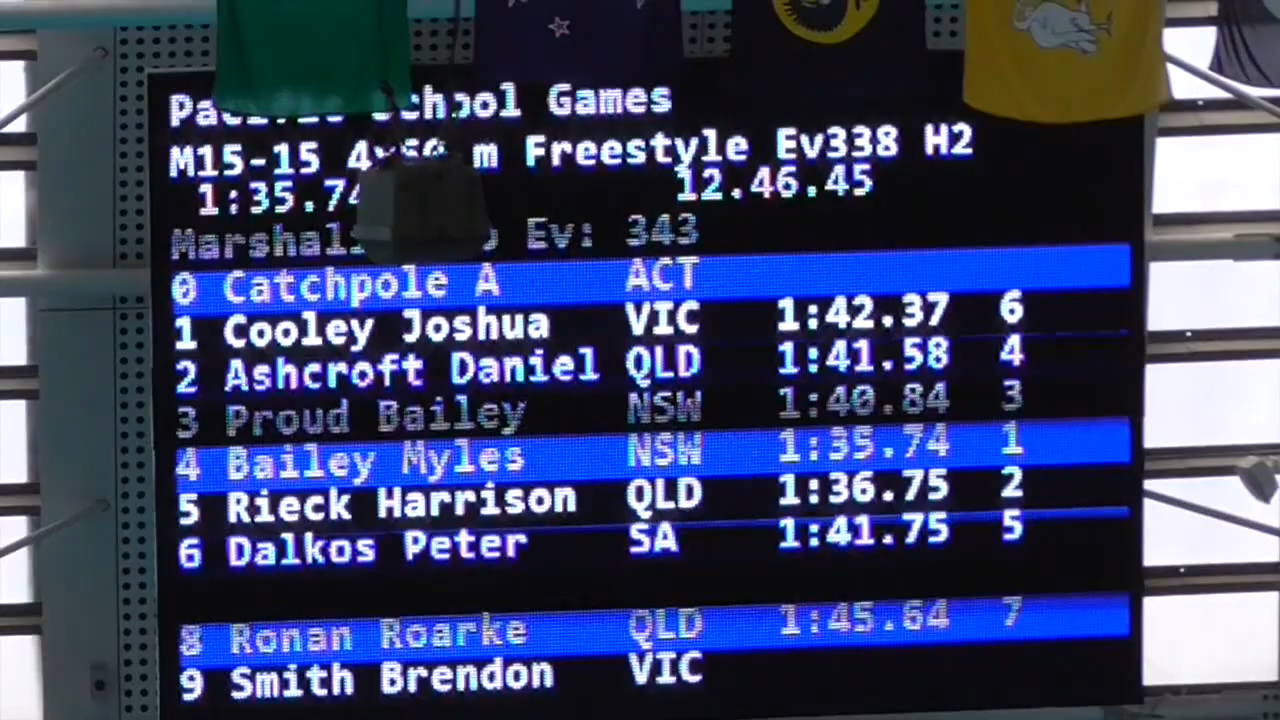 School Games
M15-15 4x50 m Freestyle Ev338 H2
1:35.74 12.46.45
Ev: 343
0 Catchpole A ACT
1 Cooley Joshua VIC 1:42.37 6
2 Ashcroft Daniel QLD 1:41.58 4
3 Proud Bailey NSW 1:40.84 3
4 Bailey Myles NSW 1:35.74 1
5 Rieck Harrison QLD 1:36.75 2
6 Dalkos Peter SA 1:41.75 5
8 Ronan Roarke QLD 1:45.64 7
9 Smith Brendon VIC